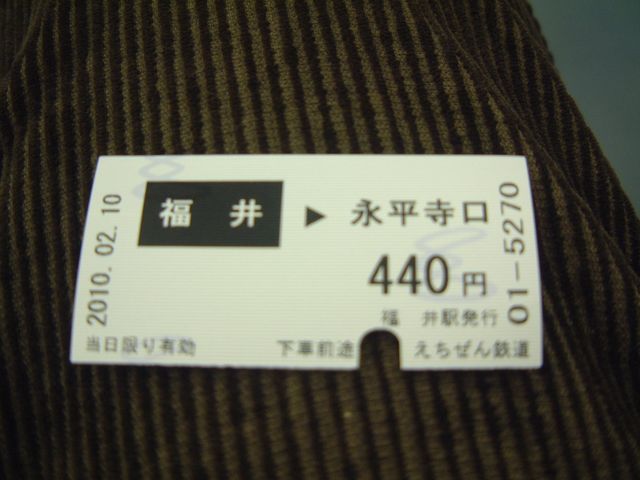 福 井 ▶ 永平寺口
440円
福 井駅発行
当日限り有効 下車前途 えちぜん鉄道
2010.02.10
01-5270